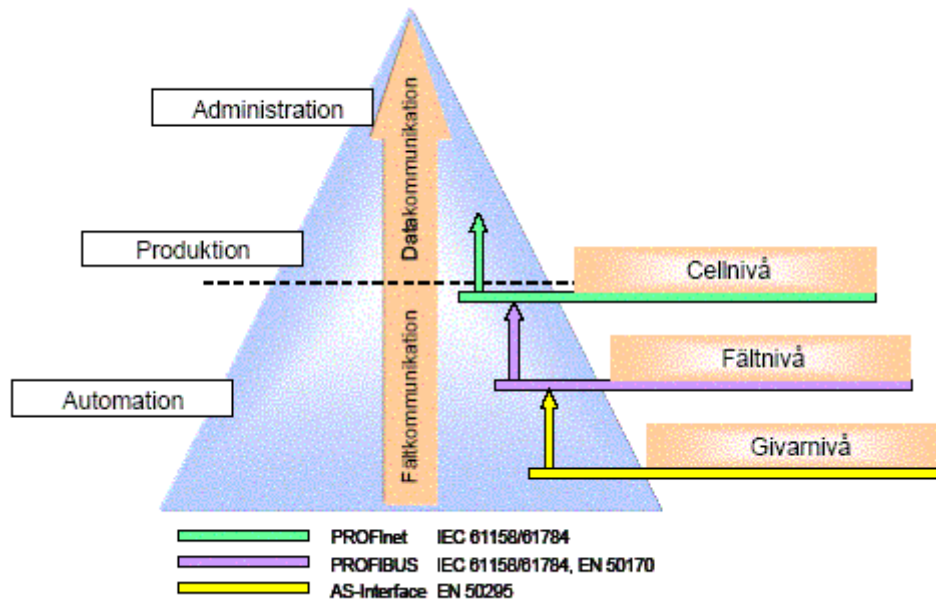 Administration
Datakommunikation
Produktion
Cellnivå
Fältnivå
Automation
Fältkommunikation
Givarnivå
PROFInet IEC 61158/61784
PROFIBUS IEC 61158/61784, EN 50170
AS-Interface EN 50295